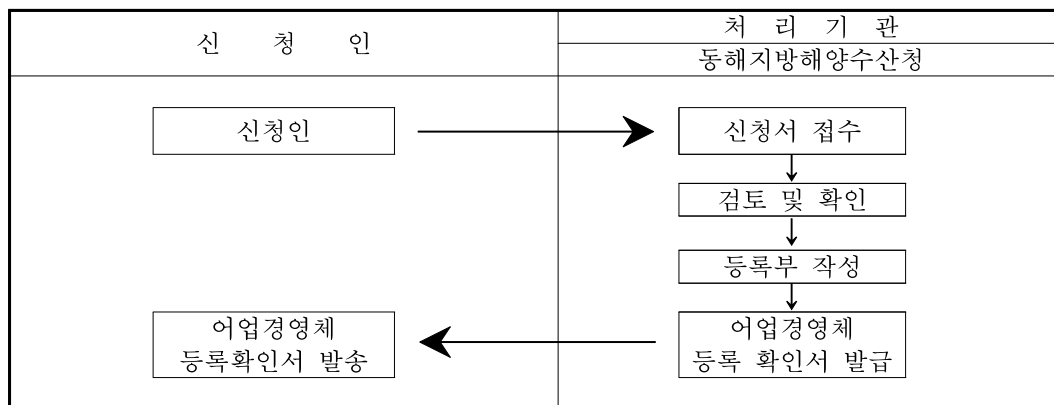 신 청 인
처 리 기 관
동해지방해양수산청
신청인
신청서 접수
검토 및 확인
등록부 작성
어업경영체
등록확인서 발송
어업경영체
등록 확인서 발급